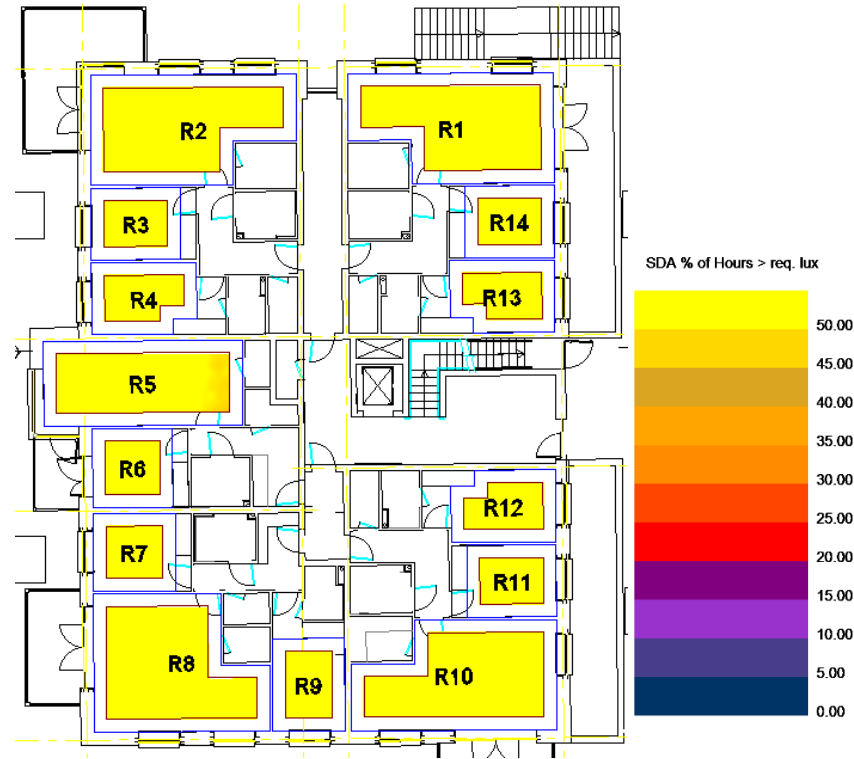 R2
R1
R3
R14
R4
R13
SDA % of Hours > req. lux
50.00
45.00
R5
40.00
35.00
R6
30.00
R12
25.00
R7
20.00
R11
15.00
10.00
R8
R9
R10
5.00
0.00